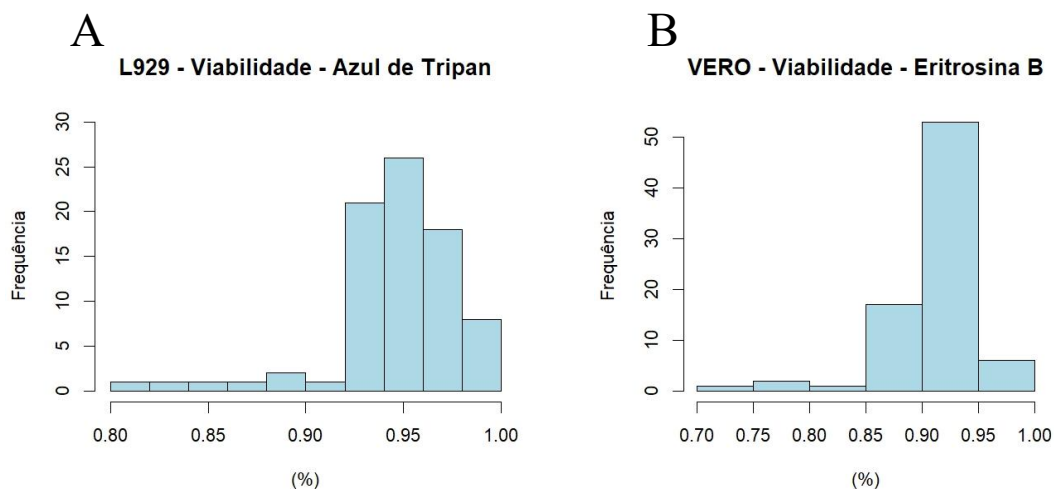 A
L929 - Viabilidade - Azul de Tripan
Frequência
30
25
20
15
10
5
0
0.80 0.85 0.90 0.95 1.00
(%)
B
VERO - Viabilidade - Eritrosina B
Frequência
50
40
30
20
10
0
0.70 0.75 0.80 0.85 0.90 0.95 1.00
(%)